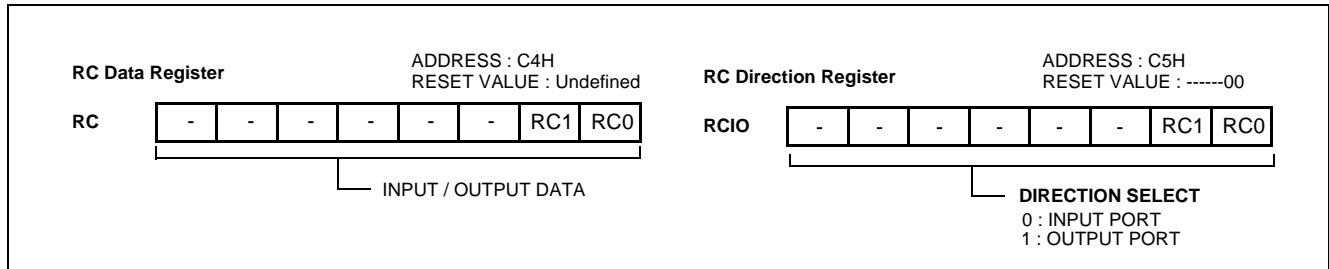 RC Data Register
ADDRESS : C4H
RESET VALUE : Undefined
RC - - - - - - RC1 RC0
INPUT / OUTPUT DATA
RC Direction Register
ADDRESS : C5H
RESET VALUE : ------00
RCIO - - - - - - RC1 RC0
DIRECTION SELECT
0 : INPUT PORT
1 : OUTPUT PORT